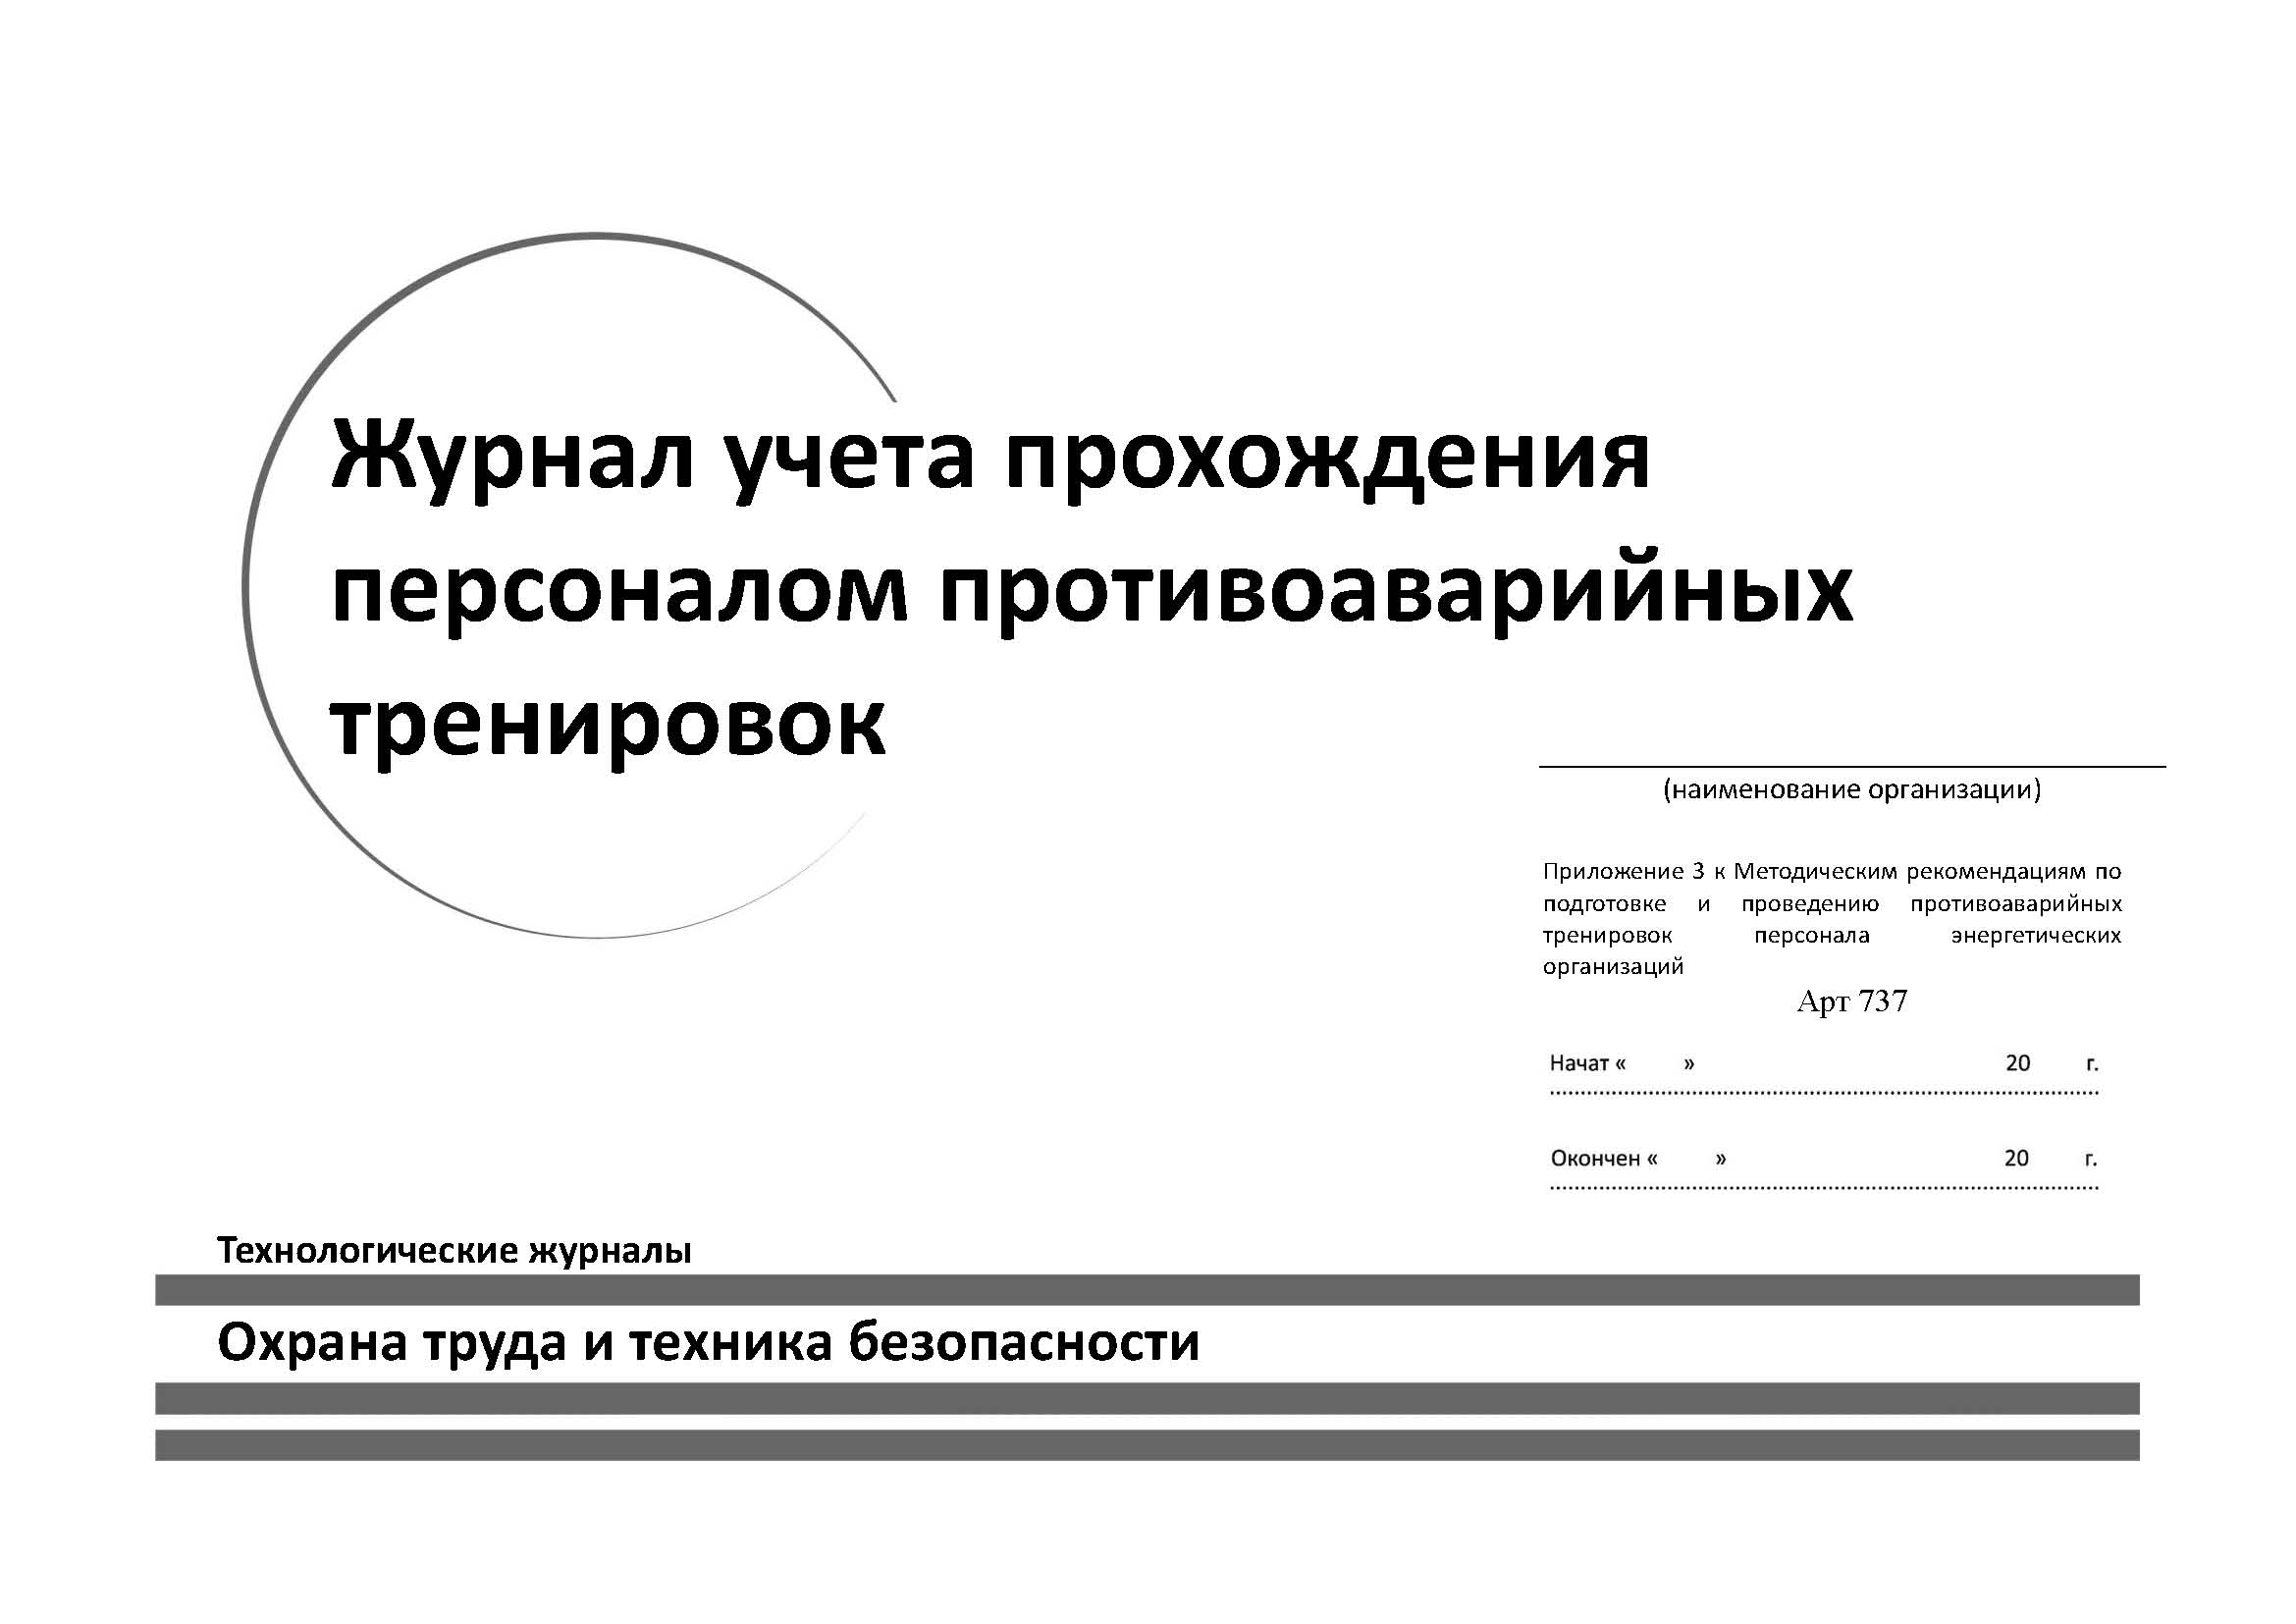 Журнал учета прохождения
персоналом противоаварийных
тренировок
(наименование организации)
Приложение 3 к Методическим рекомендациям по
подготовке и проведению противоаварийных
тренировок персонала энергетических
организаций
Арт 737
Начат « » 20 г.
Окончен « » 20 г.
Технологические журналы
Охрана труда и техника безопасности